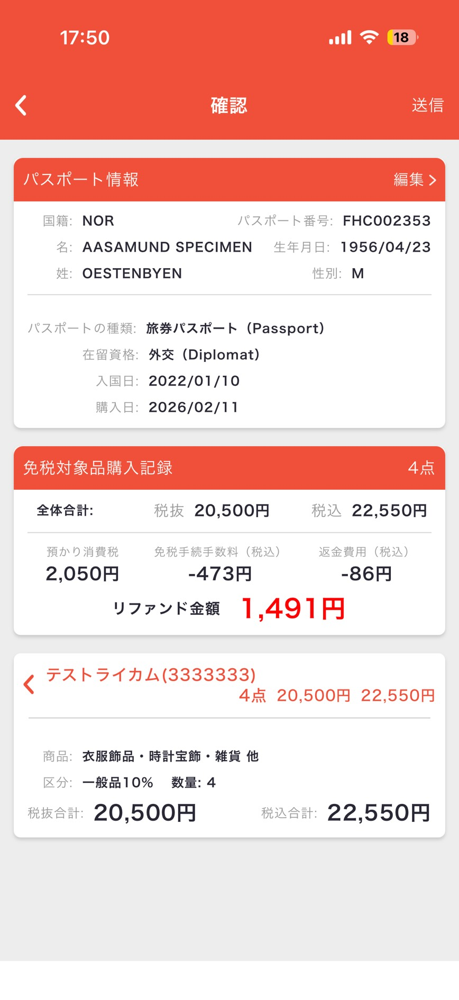 17:50 18
確認 送信
パスポート情報 編集
国籍: NOR パスポート番号: FHC002353
名: AASAMUND SPECIMEN 生年月日: 1956/04/23
姓: OESTENBYEN 性別: M
パスポートの種類: 旅券パスポート（Passport）
在留資格: 外交（Diplomat）
入国日: 2022/01/10
購入日: 2026/02/11
免税対象品購入記録 4点
全体合計: 税抜 20,500円 税込 22,550円
預かり消費税 免税手続手数料（税込） 返金費用（税込）
2,050円 -473円 -86円
リファンド金額 1,491円
テストライカム(3333333)
4点 20,500円 22,550円
商品: 衣服飾品・時計宝飾・雑貨 他
区分: 一般品10% 数量: 4
税抜合計: 20,500円 税込合計: 22,550円